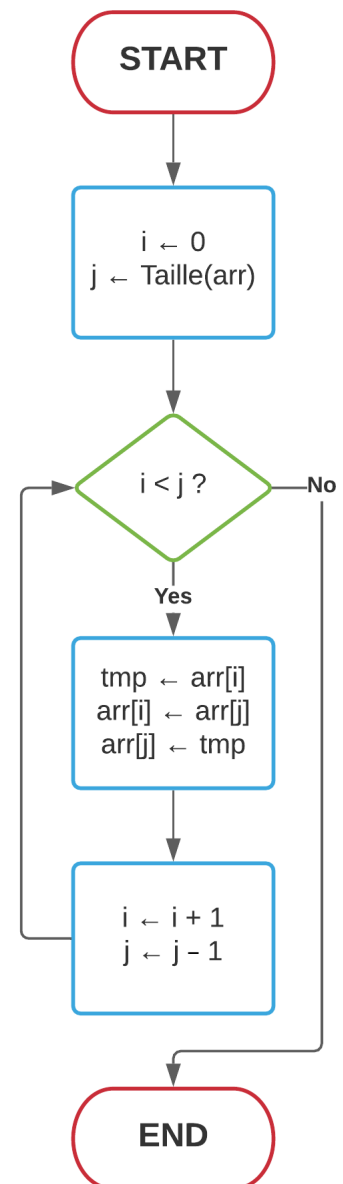 START
i ← 0
j ← Taille(arr)
i < j ?
No
Yes
tmp ← arr[i]
arr[i] ← arr[j]
arr[j] ← tmp
i ← i + 1
j ← j – 1
END